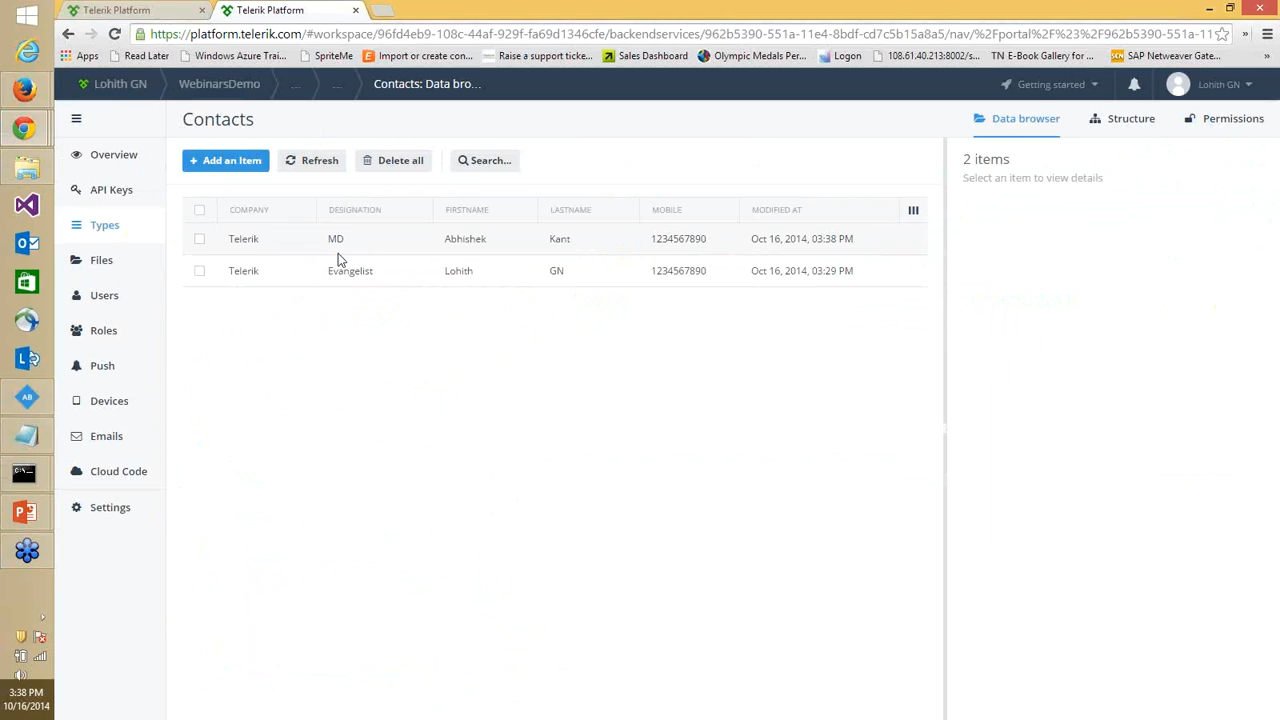 Telerik Platform
Telerik Platform
https://platform.telerik.com/#workspace/96fd4eb9-108c-44af-929f-fa69d1346cfe/backendservices/962b5390-551a-11e4-8bdf-cd7c5b15a8a5/nav/%2Fportal%2F%23%2F962b5390-551a-11
Apps
Read Later
Windows Azure Trai...
SpriteMe
Import or create con...
Raise a support ticke...
Sales Dashboard
Olympic Medals Per...
Logon
108.61.40.213:8002/s...
TN E-Book Gallery for ...
SAP Netweaver Gate...
Lohith GN
WebinarsDemo
...
...
Contacts: Data bro...
Getting started
Lohith GN
Contacts
Data browser
Structure
Permissions
Overview
API Keys
Types
Files
Users
Roles
Push
Devices
Emails
Cloud Code
Settings
+ Add an Item
Refresh
Delete all
Search...
COMPANY DESIGNATION FIRSTNAME LASTNAME MOBILE MODIFIED AT
Telerik MD Abhishek Kant 1234567890 Oct 16, 2014, 03:38 PM
Telerik Evangelist Lohith GN 1234567890 Oct 16, 2014, 03:29 PM
2 items
Select an item to view details
3:38 PM
10/16/2014